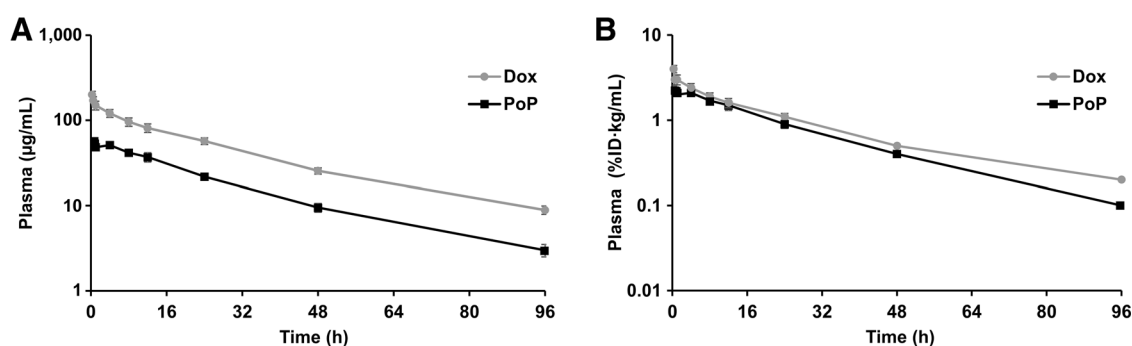 A
1,000
100
10
1
Plasma (μg/mL)
Dox
PoP
0 16 32 48 64 80 96
Time (h)
B
10
1
0.1
0.01
Plasma (%ID·kg/mL)
Dox
PoP
0 16 32 48 64 80 96
Time (h)